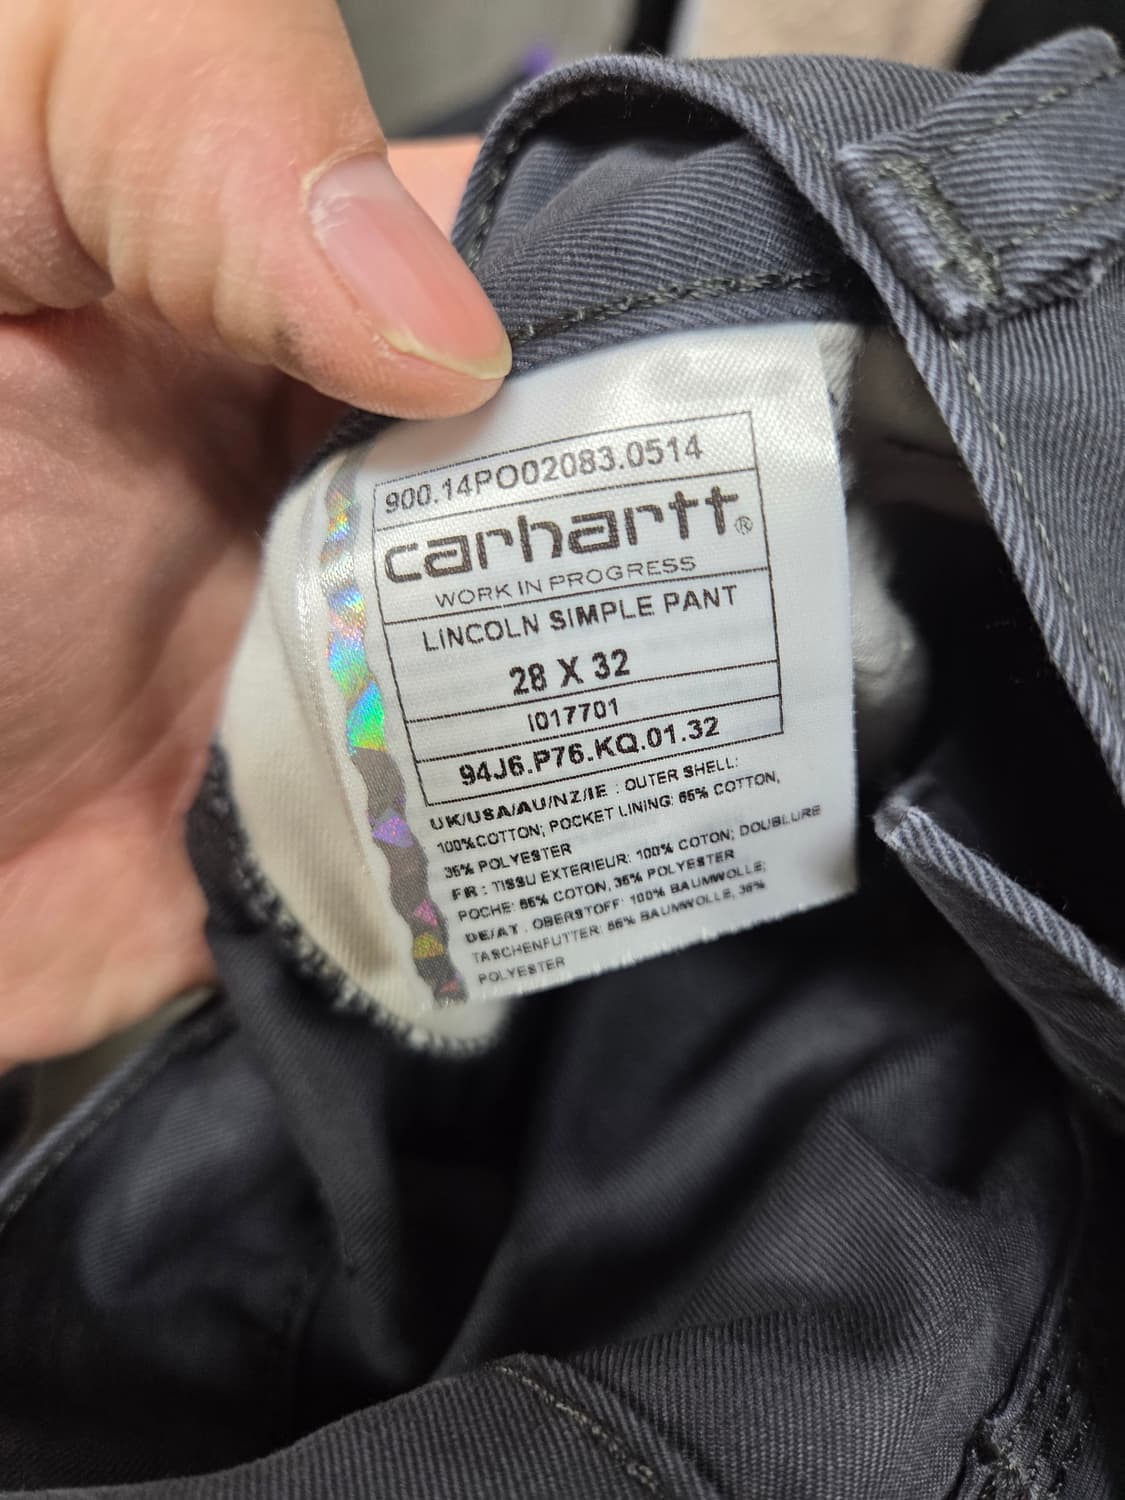 900.14PO02083.0514
carhartt®
WORK IN PROGRESS
LINCOLN SIMPLE PANT
28 X 32
I017701
94J6.P76.KQ.01.32
UK/USA/AU/NZ/IE : OUTER SHELL:
100%COTTON; POCKET LINING: 65% COTTON,
35% POLYESTER
FR : TISSU EXTERIEUR: 100% COTON; DOUBLURE
POCHE: 65% COTON, 35% POLYESTER
DE/AT . OBERSTOFF: 100% BAUMWOLLE;
TASCHENFUTTER: 65% BAUMWOLLE, 35%
POLYESTER